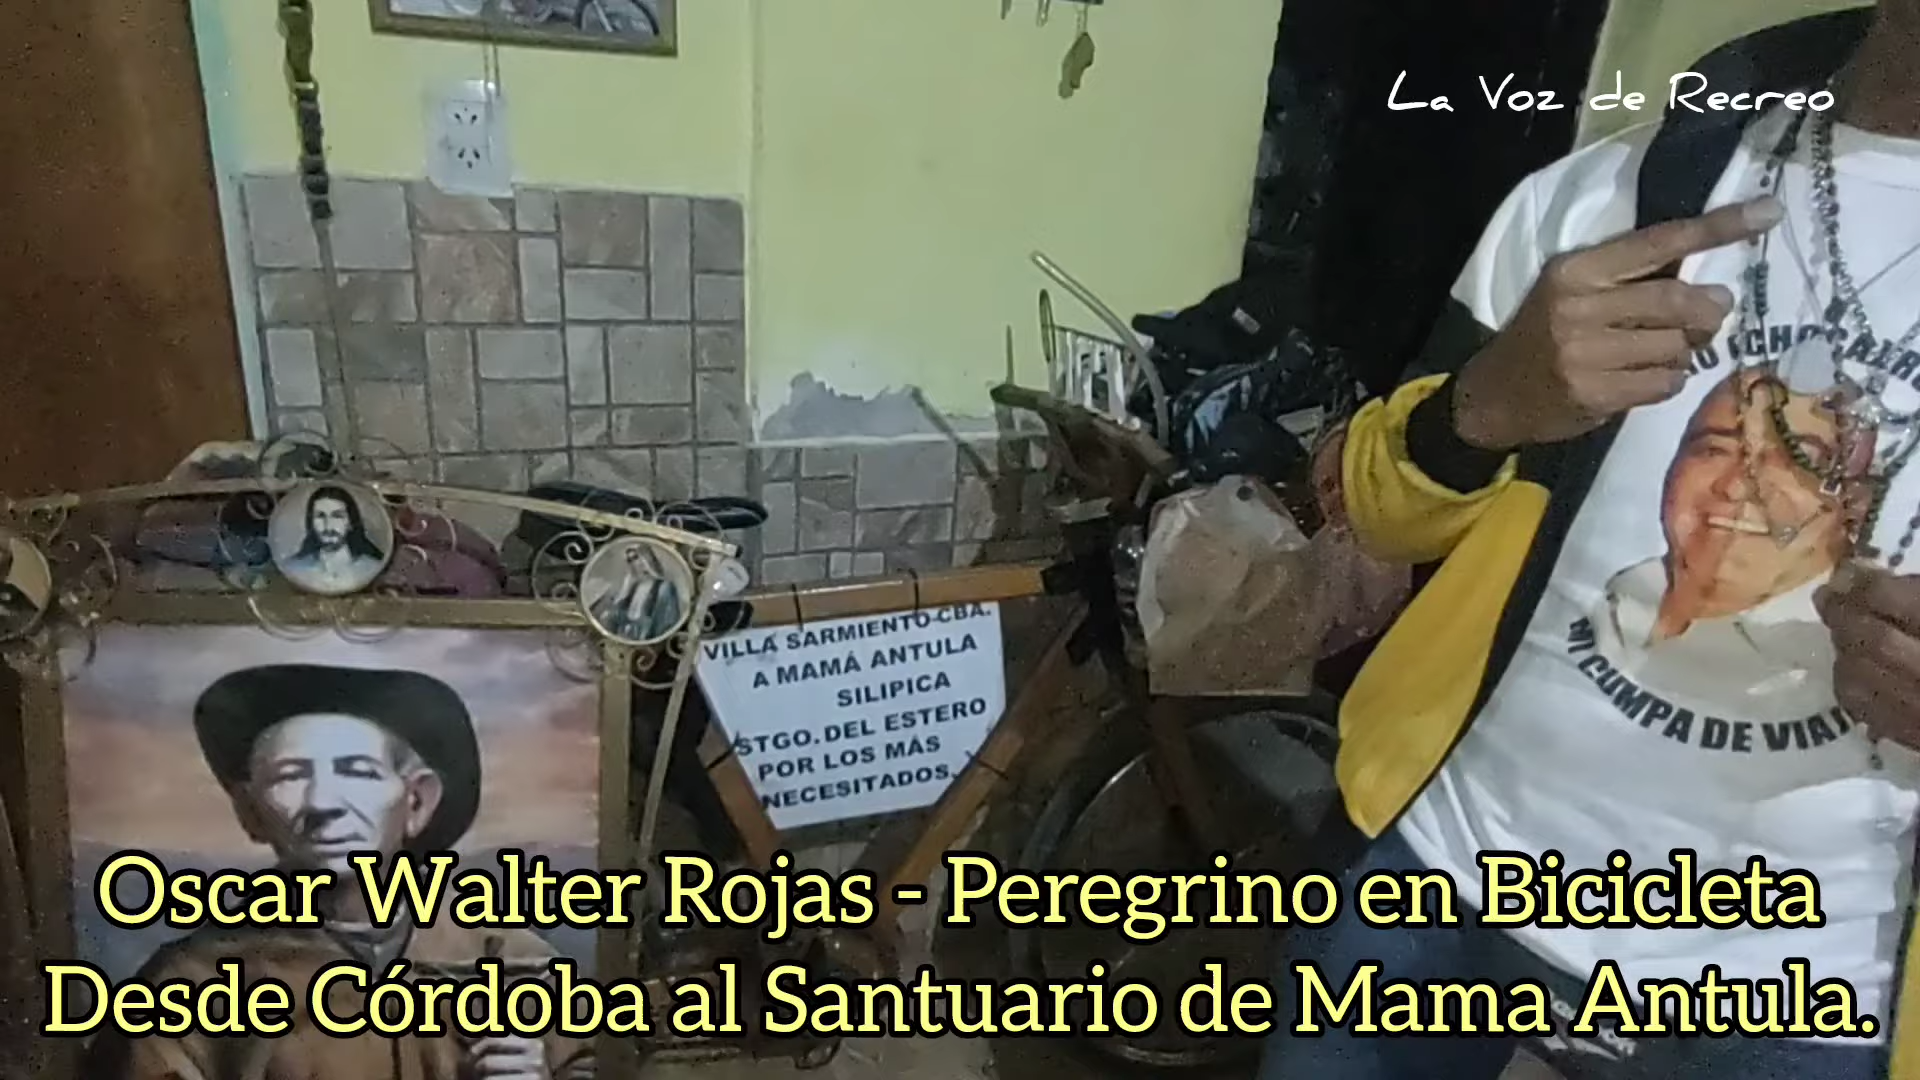 La Voz de Recreo
VILLA SARMIENTO-CBA.
A MAMÁ ANTULA
SILIPICA
STGO. DEL ESTERO
POR LOS MÁS
NECESITADOS.
MI CUMPA DE
Oscar Walter Rojas - Peregrino en Bicicleta
Desde Córdoba al Santuario de Mama Antula.